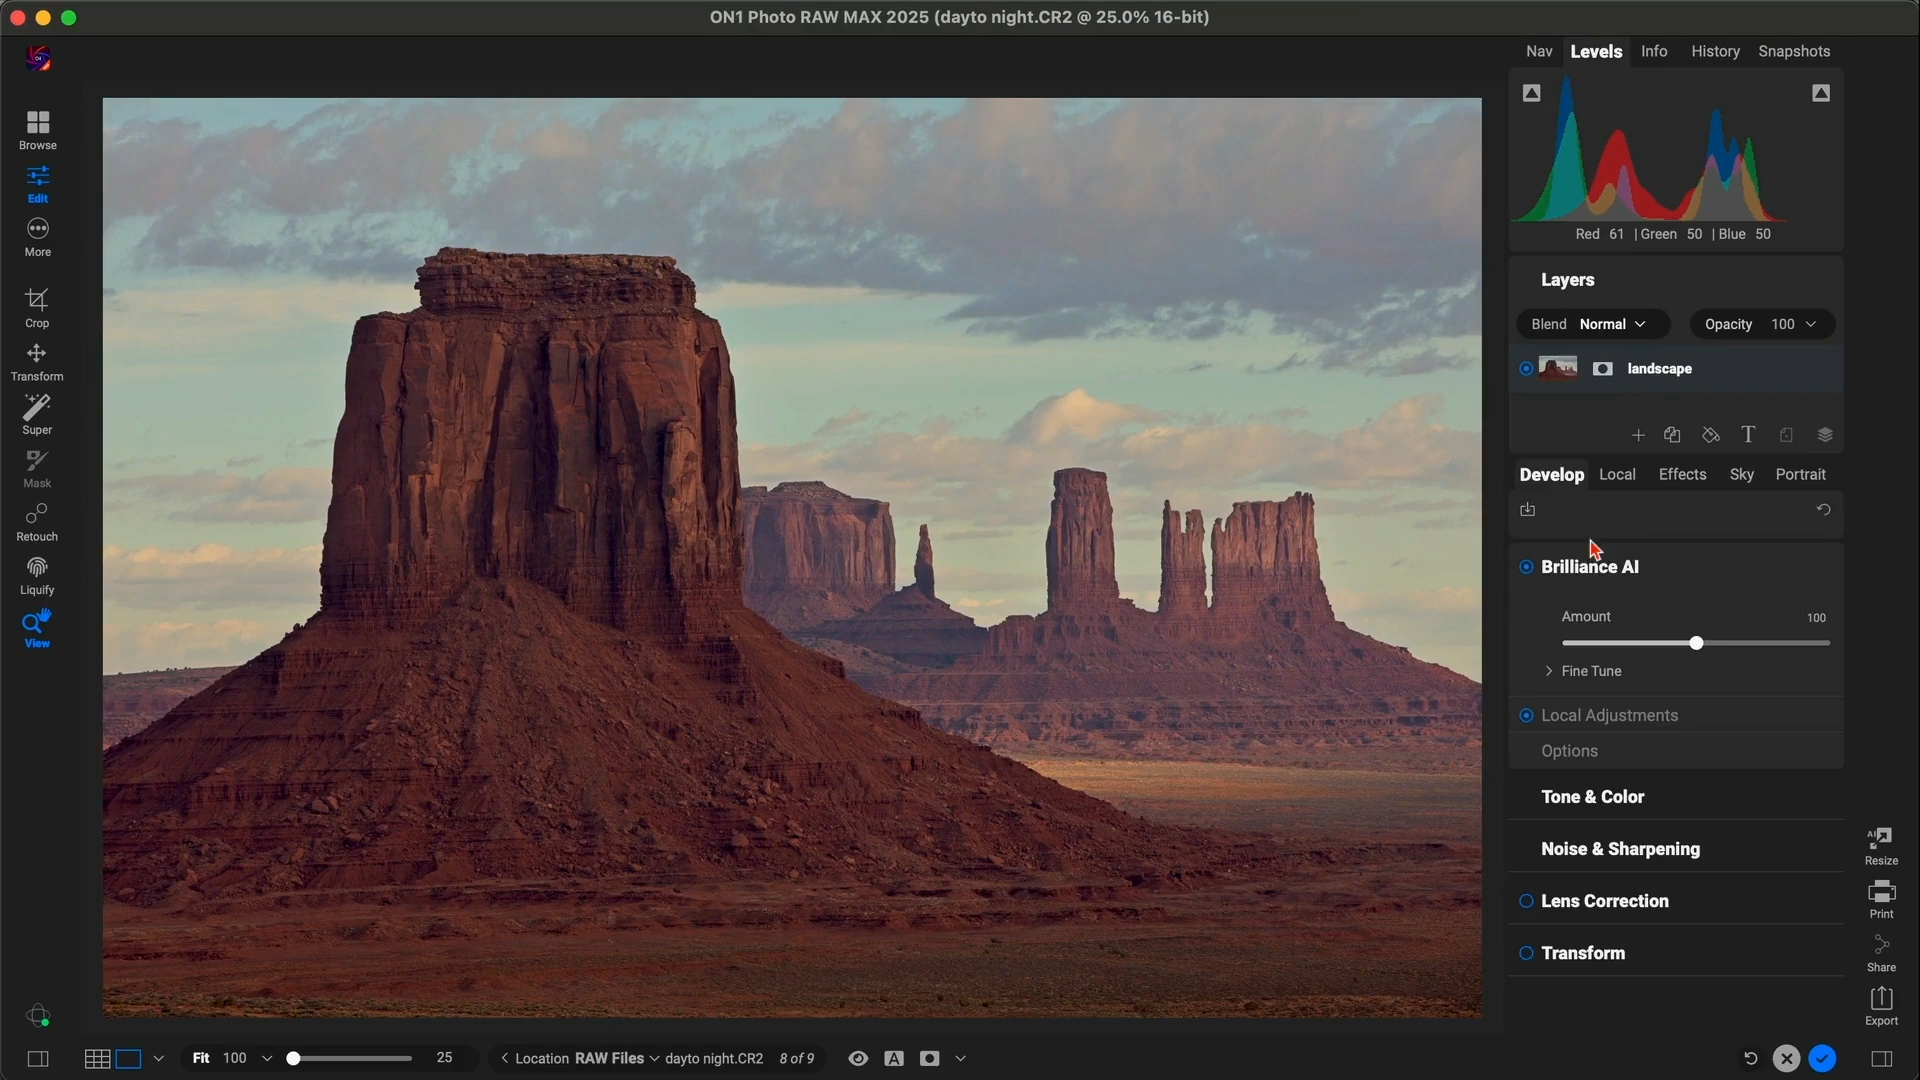 ON1 Photo RAW MAX 2025 (dayto night.CR2 @ 25.0% 16-bit)
Nav Levels Info History Snapshots
Browse
Edit
More
Crop
Transform
Super
Mask
Retouch
Liquify
View
Red 61 | Green 50 | Blue 50
Layers
Blend Normal Opacity 100
landscape
T
Develop Local Effects Sky Portrait
Brilliance AI
Amount 100
Fine Tune
Local Adjustments
Options
Tone & Color
Noise & Sharpening
Lens Correction
Transform
AI
Resize
Print
Share
Export
Fit 100 25 Location RAW Files dayto night.CR2 8 of 9 A